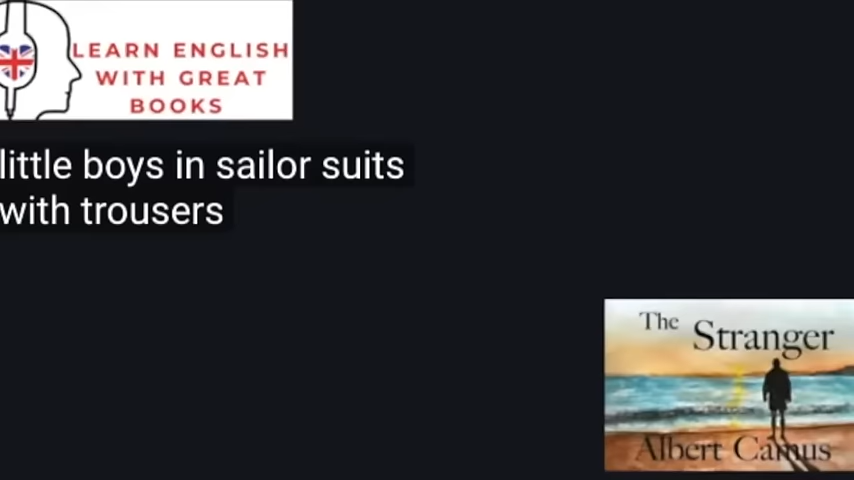 LEARN ENGLISH
WITH GREAT
BOOKS
little boys in sailor suits
with trousers
The Stranger
Albert Camus